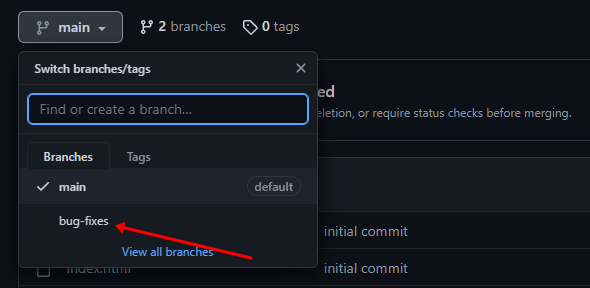 main
2 branches
0 tags
Switch branches/tags
Find or create a branch...
ed
eletion, or require status checks before merging.
Branches
Tags
main
default
bug-fixes
initial commit
View all branches
index.html
initial commit